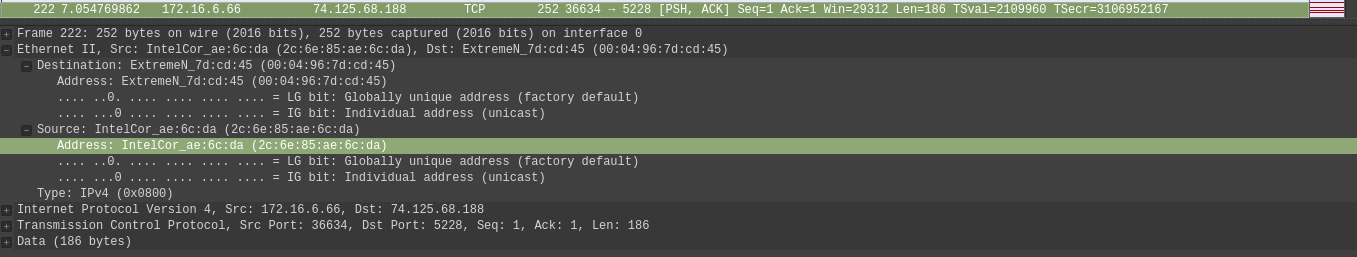 222 7.054769862 172.16.6.66 74.125.68.188 TCP 252 36634 → 5228 [PSH, ACK] Seq=1 Ack=1 Win=29312 Len=186 TSval=2109960 TSecr=3106952167
Frame 222: 252 bytes on wire (2016 bits), 252 bytes captured (2016 bits) on interface 0
Ethernet II, Src: IntelCor_ae:6c:da (2c:6e:85:ae:6c:da), Dst: ExtremeN_7d:cd:45 (00:04:96:7d:cd:45)
Destination: ExtremeN_7d:cd:45 (00:04:96:7d:cd:45)
Address: ExtremeN_7d:cd:45 (00:04:96:7d:cd:45)
.... ..0. .... .... .... .... = LG bit: Globally unique address (factory default)
.... ...0 .... .... .... .... = IG bit: Individual address (unicast)
Source: IntelCor_ae:6c:da (2c:6e:85:ae:6c:da)
Address: IntelCor_ae:6c:da (2c:6e:85:ae:6c:da)
.... ..0. .... .... .... .... = LG bit: Globally unique address (factory default)
.... ...0 .... .... .... .... = IG bit: Individual address (unicast)
Type: IPv4 (0x0800)
Internet Protocol Version 4, Src: 172.16.6.66, Dst: 74.125.68.188
Transmission Control Protocol, Src Port: 36634, Dst Port: 5228, Seq: 1, Ack: 1, Len: 186
Data (186 bytes)